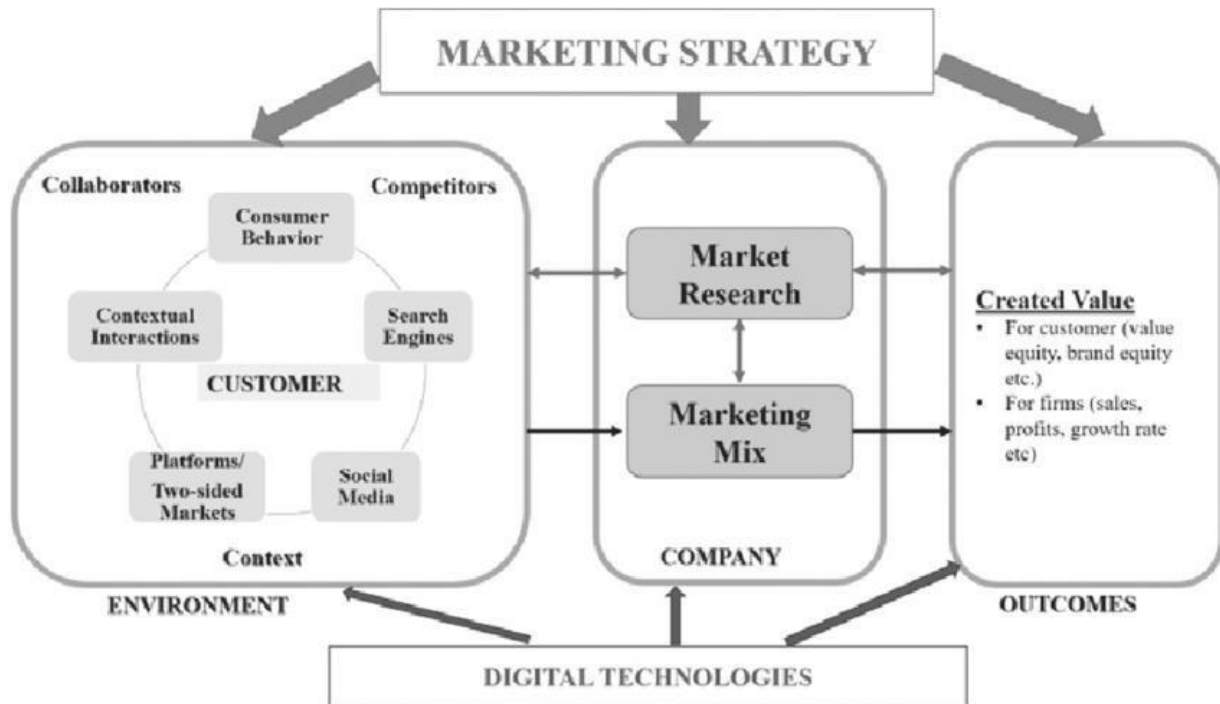 MARKETING STRATEGY
Collaborators
Competitors
Consumer
Behavior
Contextual
Interactions
Search
Engines
CUSTOMER
Platforms/
Two-sided
Markets
Social
Media
Context
ENVIRONMENT
Market
Research
Marketing
Mix
COMPANY
Created Value
• For customer (value
equity, brand equity
etc.)
• For firms (sales,
profits, growth rate
etc)
OUTCOMES
DIGITAL TECHNOLOGIES